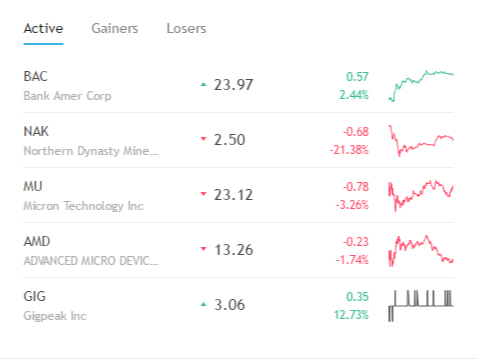 Active Gainers Losers
BAC 23.97 0.57
Bank Amer Corp 2.44%
NAK 2.50 -0.68
Northern Dynasty Mine... -21.38%
MU 23.12 -0.78
Micron Technology Inc -3.26%
AMD 13.26 -0.23
ADVANCED MICRO DEVIC... -1.74%
GIG 3.06 0.35
Gigpeak Inc 12.73%